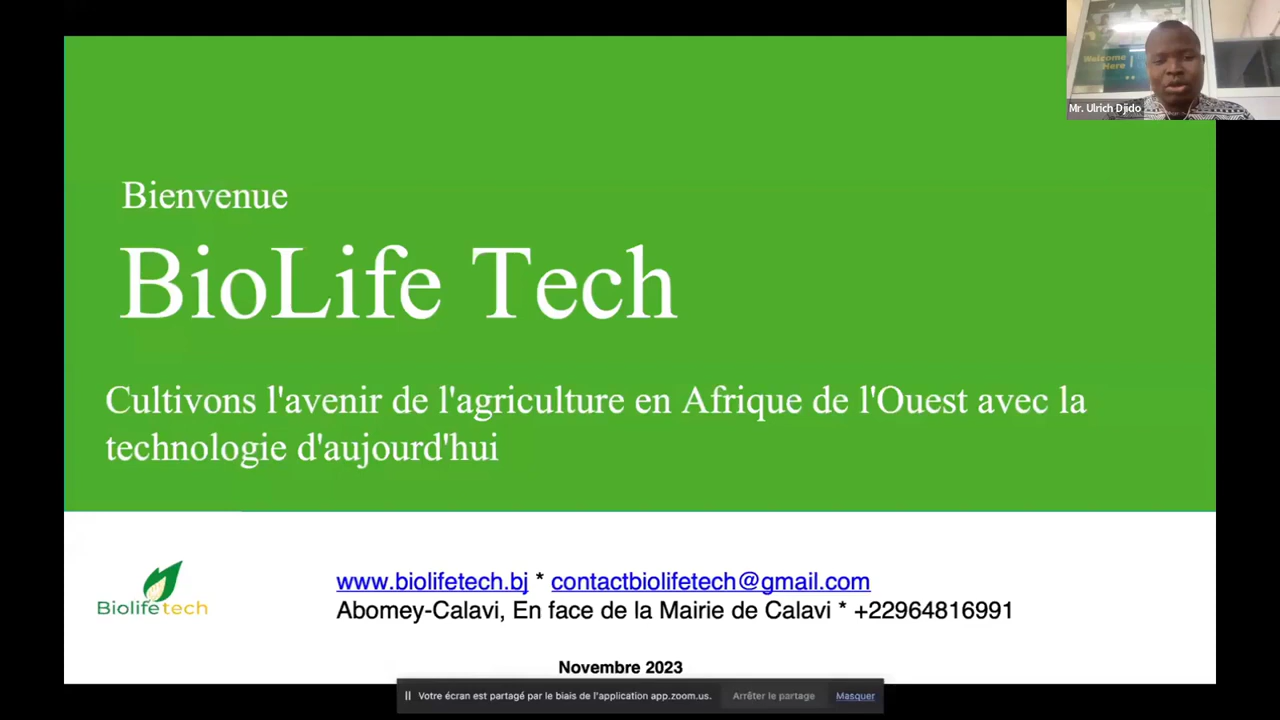 Welcome
Here
Mr. Ulrich Djido
Bienvenue
BioLife Tech
Cultivons l'avenir de l'agriculture en Afrique de l'Ouest avec la
technologie d'aujourd'hui
Biolifetech
www.biolifetech.bj * contactbiolifetech@gmail.com
Abomey-Calavi, En face de la Mairie de Calavi * +22964816991
Novembre 2023
Votre écran est partagé par le biais de l'application app.zoom.us. Arrêter le partage Masquer